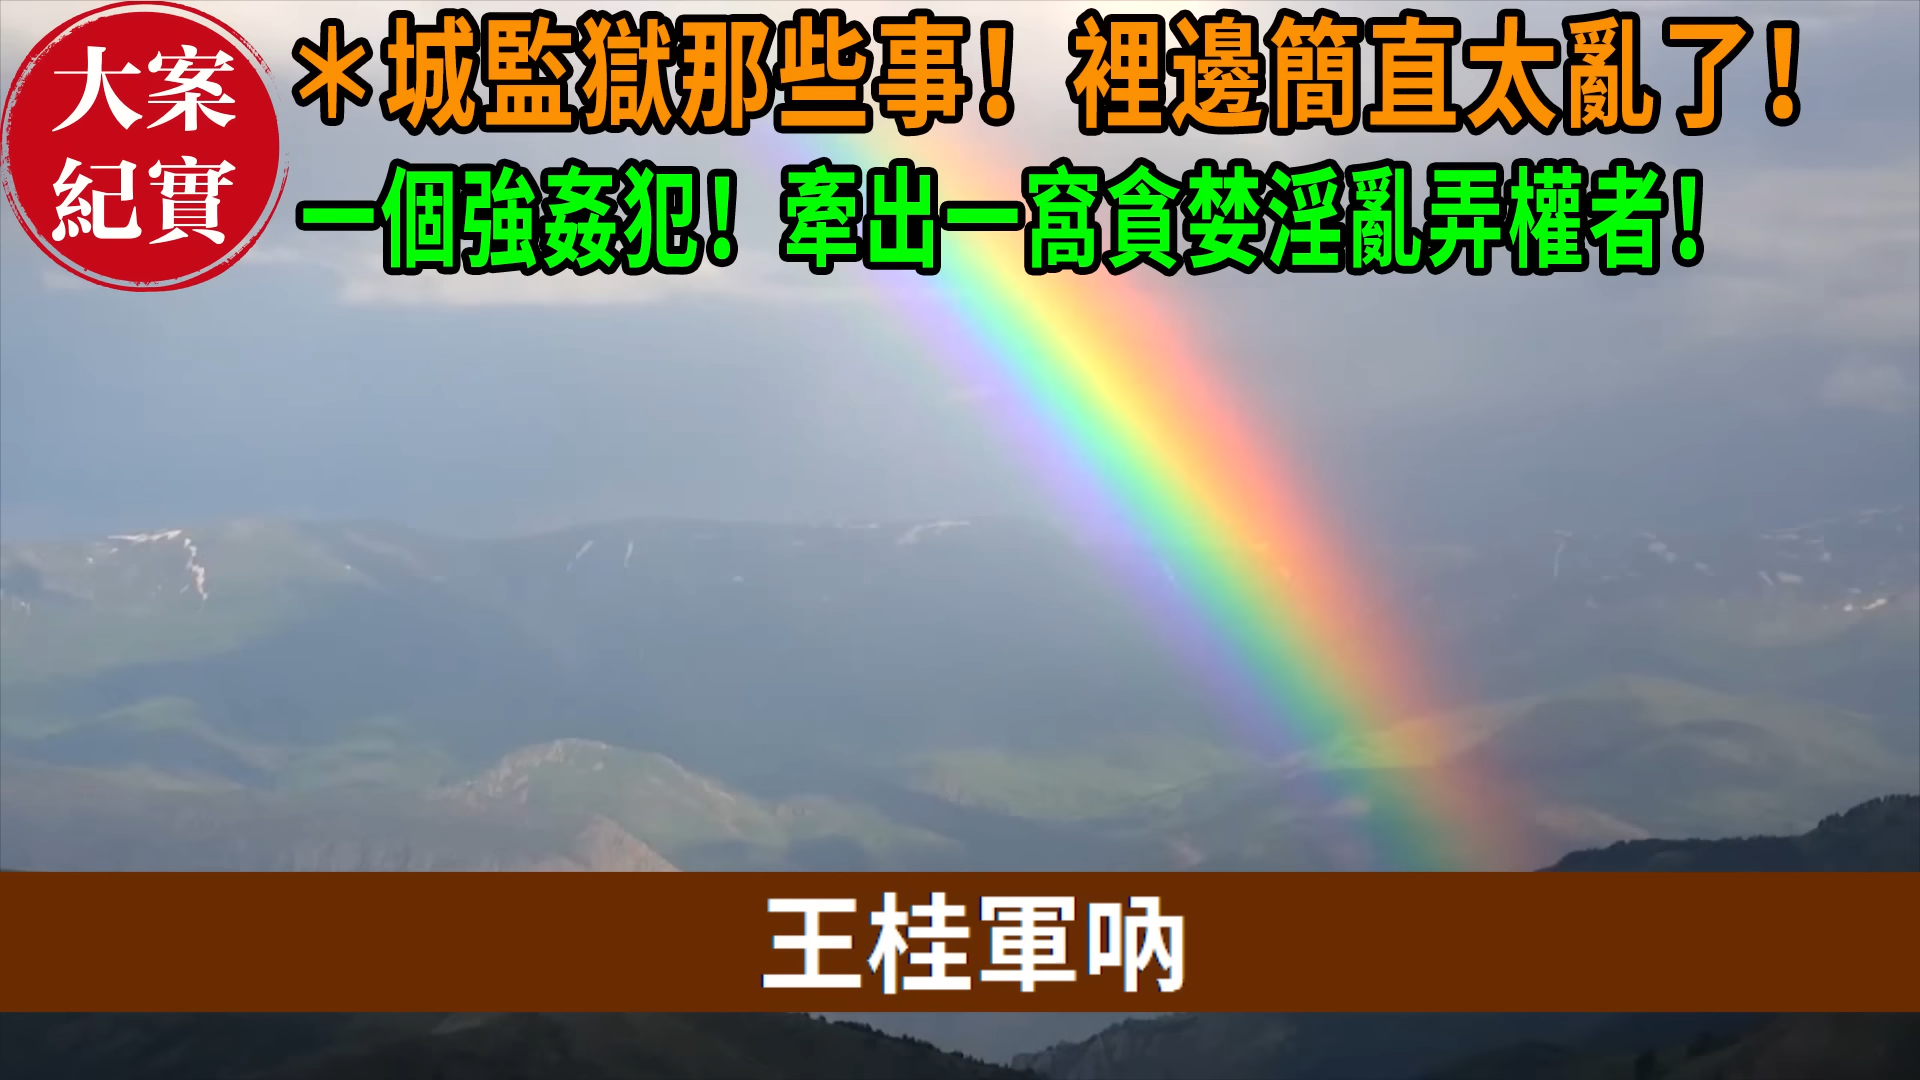 大案
紀實
＊城監獄那些事！裡邊簡直太亂了！
一個強姦犯！牽出一窩貪婪淫亂弄權者！
王桂軍吶